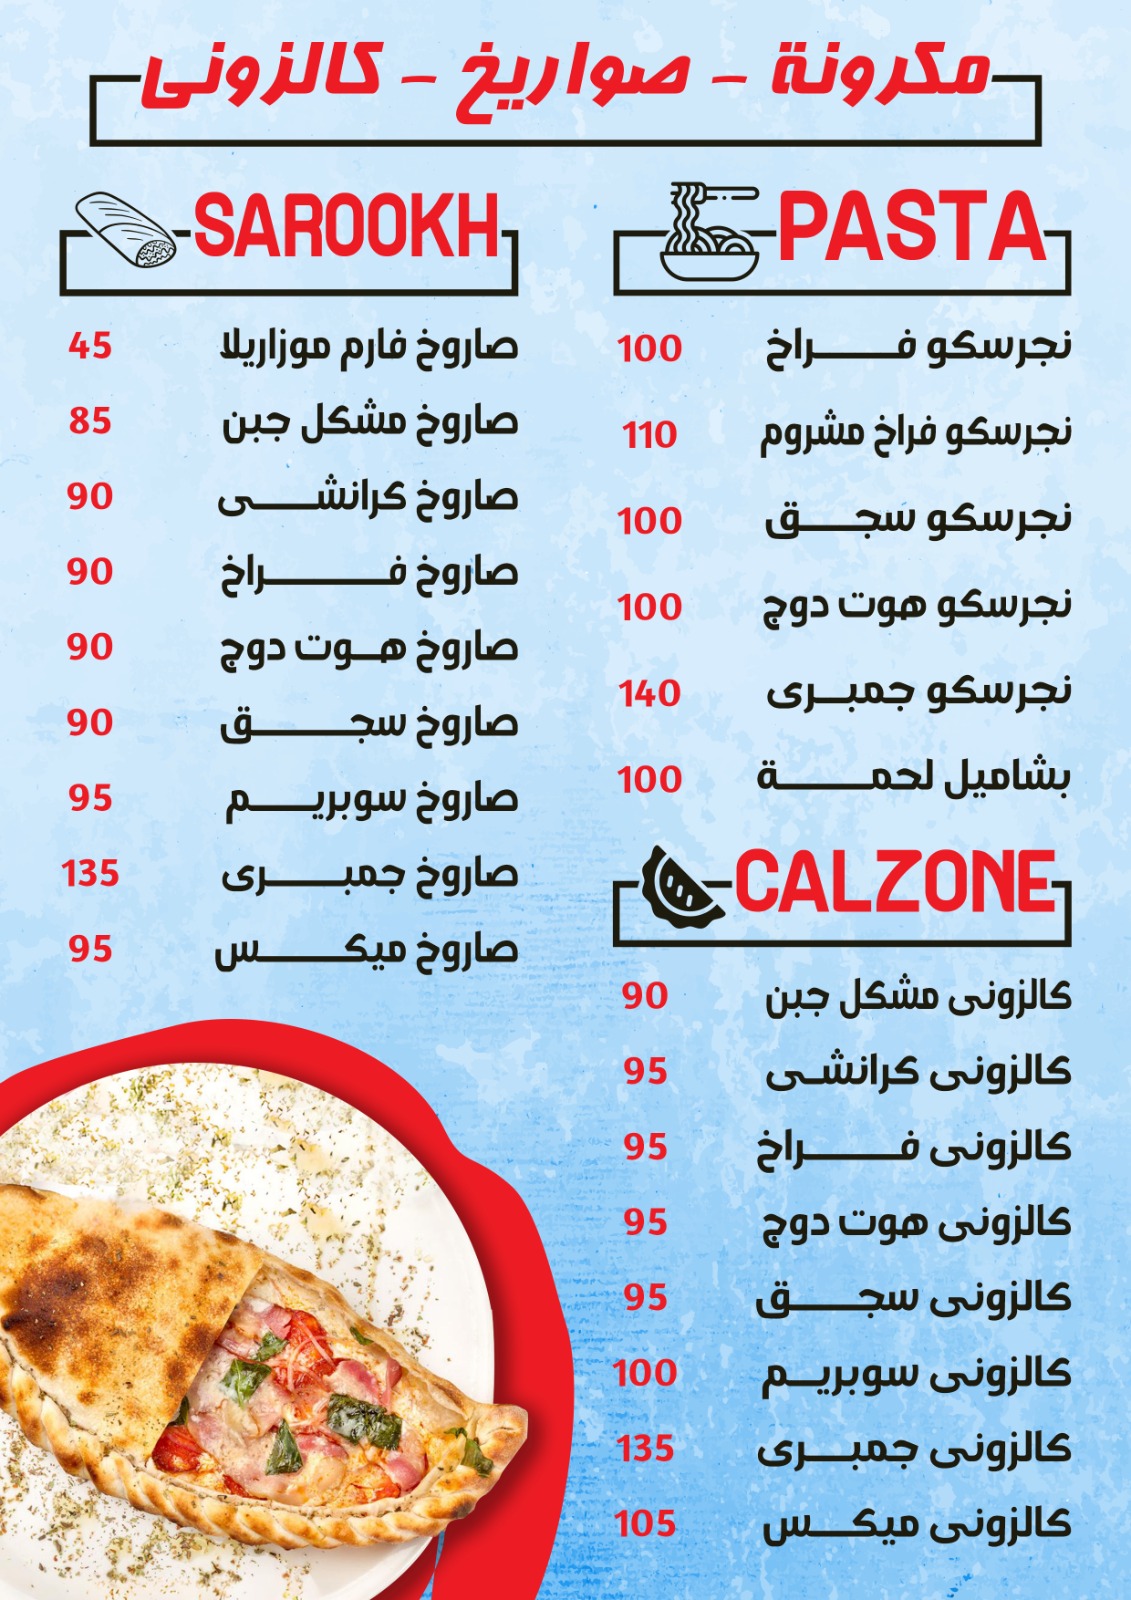 مكرونة - صواريخ - كالزونى
PASTA
نجرسكو فراخ 100
نجرسكو فراخ مشروم 110
نجرسكو سجق 100
نجرسكو هوت دوج 100
نجرسكو جمبرى 140
بشاميل لحمة 100
CALZONE
كالزونى مشكل جبن 90
كالزونى كرانشى 95
كالزونى فراخ 95
كالزونى هوت دوج 95
كالزونى سجق 95
كالزونى سوبريم 100
كالزونى جمبرى 135
كالزونى ميكس 105
SAROOKH
صاروخ فارم موزاريلا 45
صاروخ مشكل جبن 85
صاروخ كرانشى 90
صاروخ فراخ 90
صاروخ هوت دوج 90
صاروخ سجق 90
صاروخ سوبريم 95
صاروخ جمبرى 135
صاروخ ميكس 95